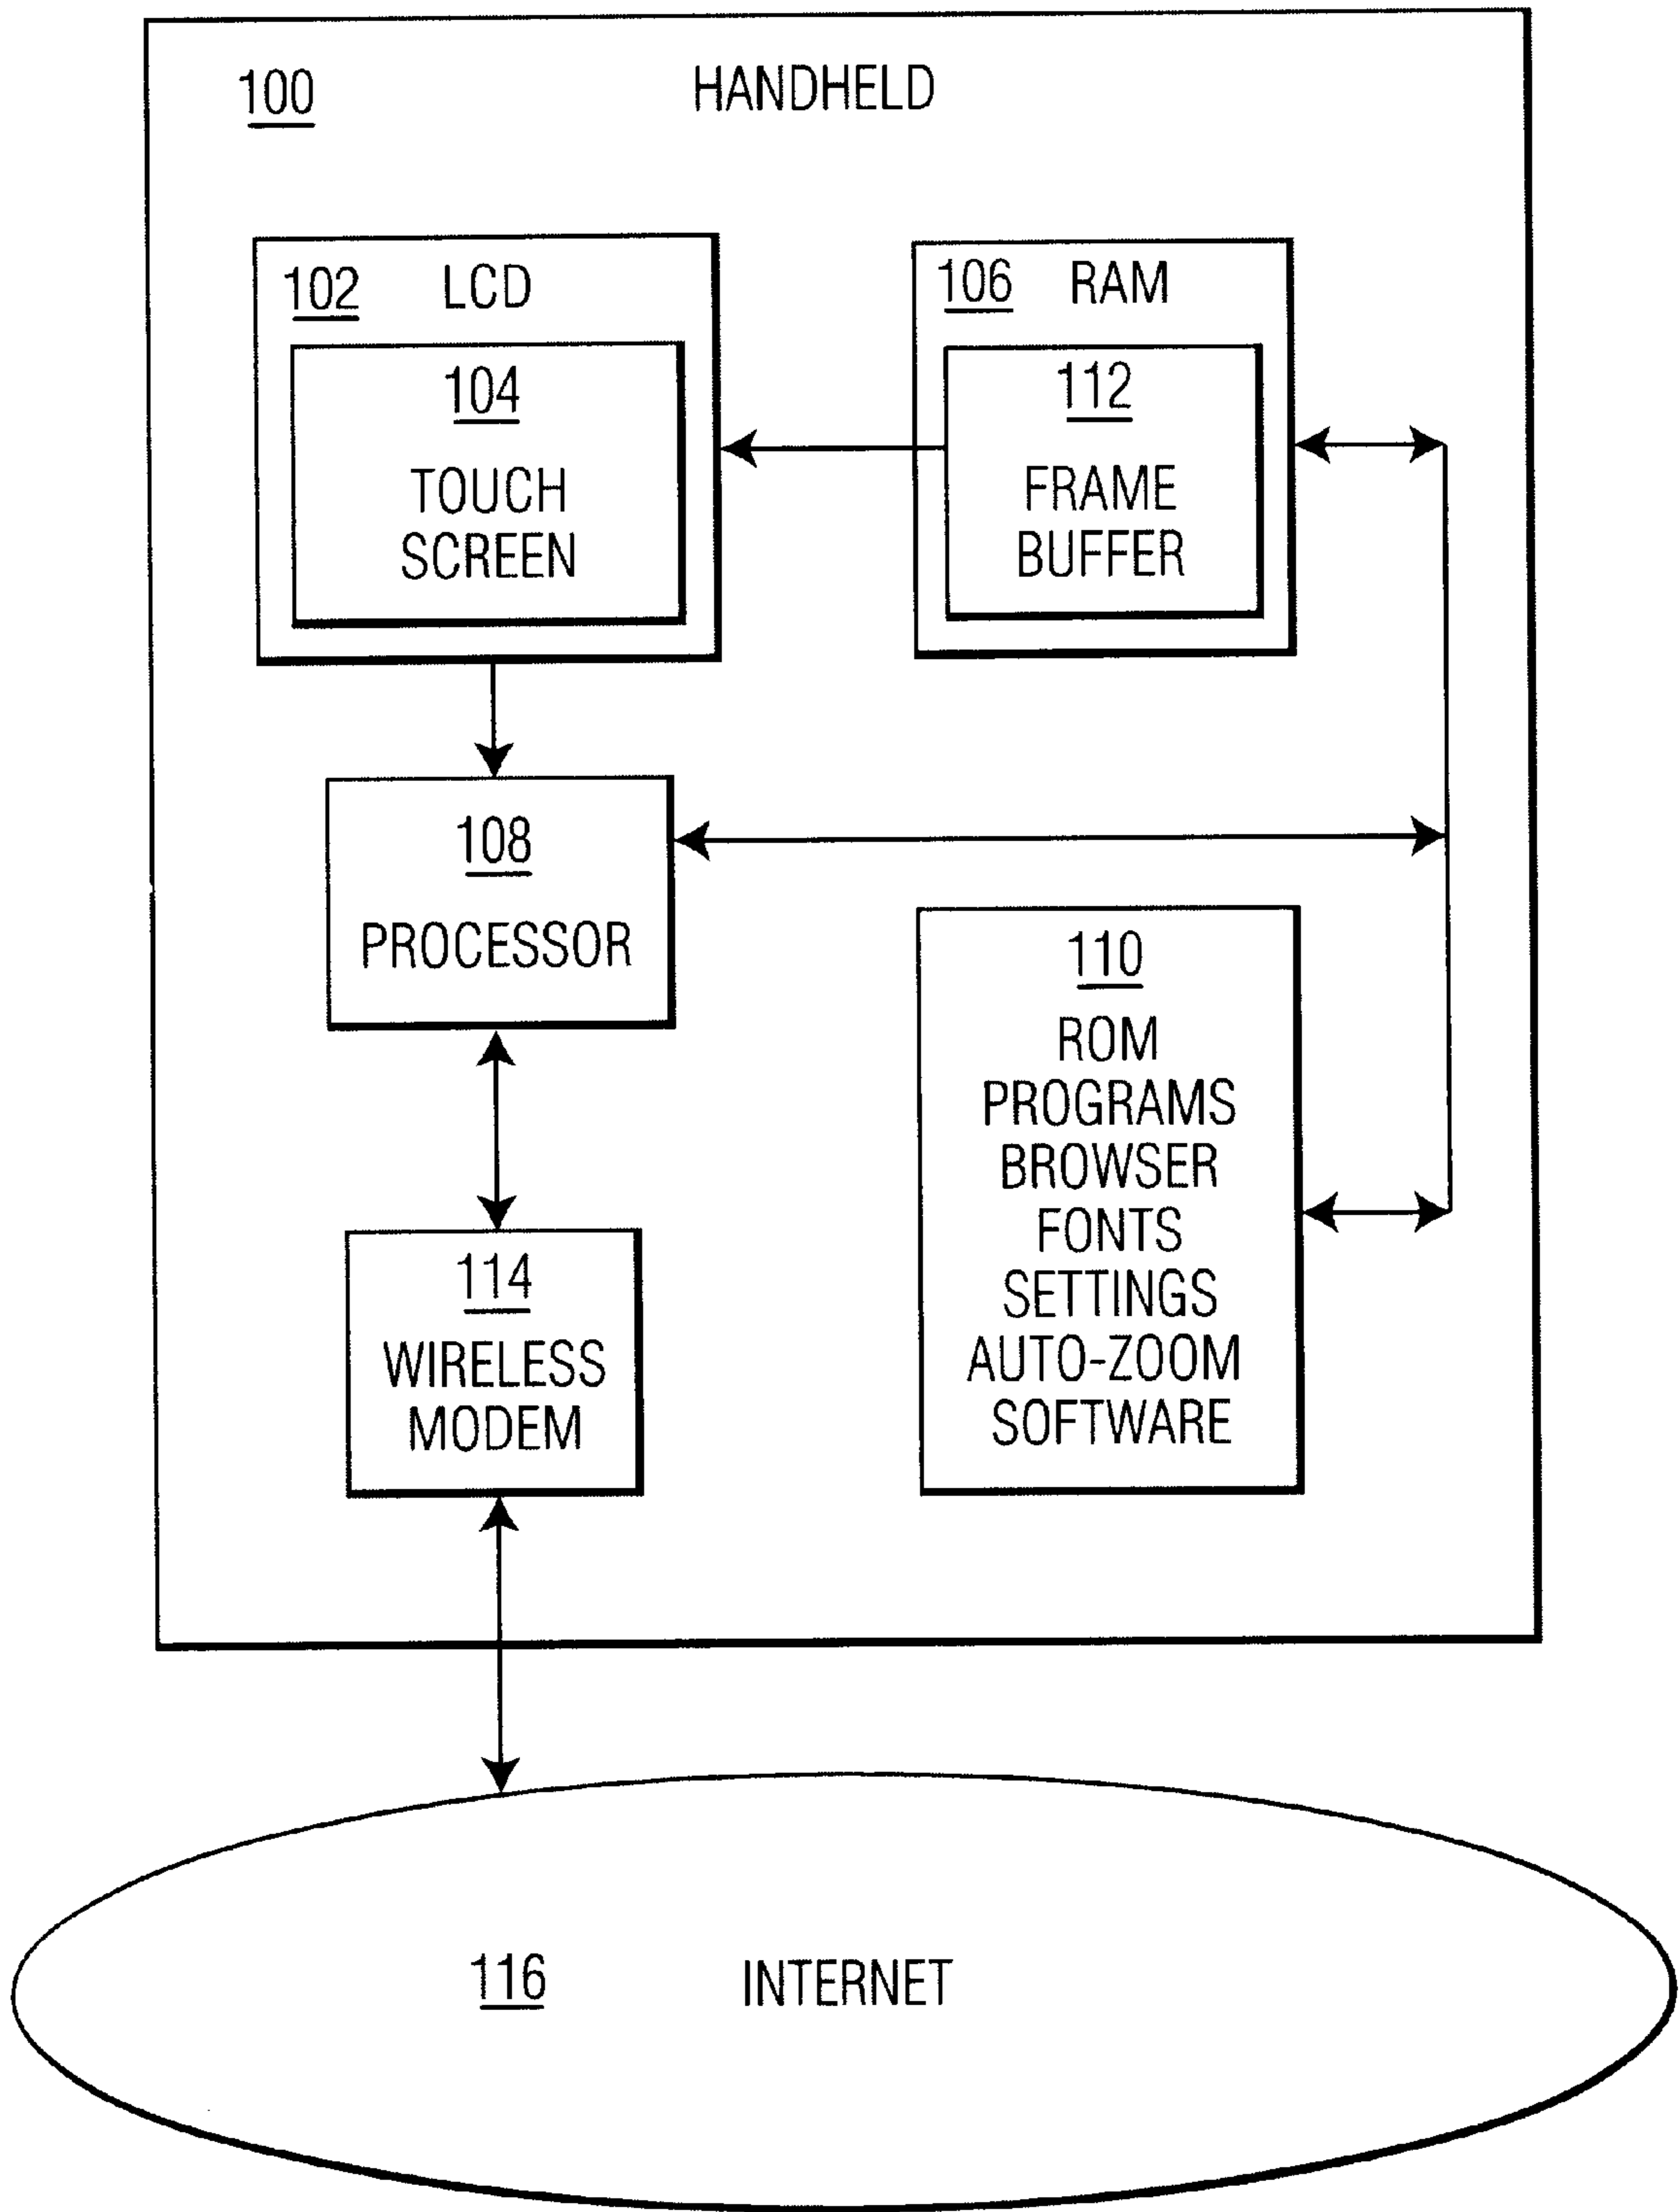 100 HANDHELD
102 LCD
104
TOUCH
SCREEN
106 RAM
112
FRAME
BUFFER
108
PROCESSOR
110
ROM
PROGRAMS
BROWSER
FONTS
SETTINGS
AUTO-ZOOM
SOFTWARE
114
WIRELESS
MODEM
116 INTERNET